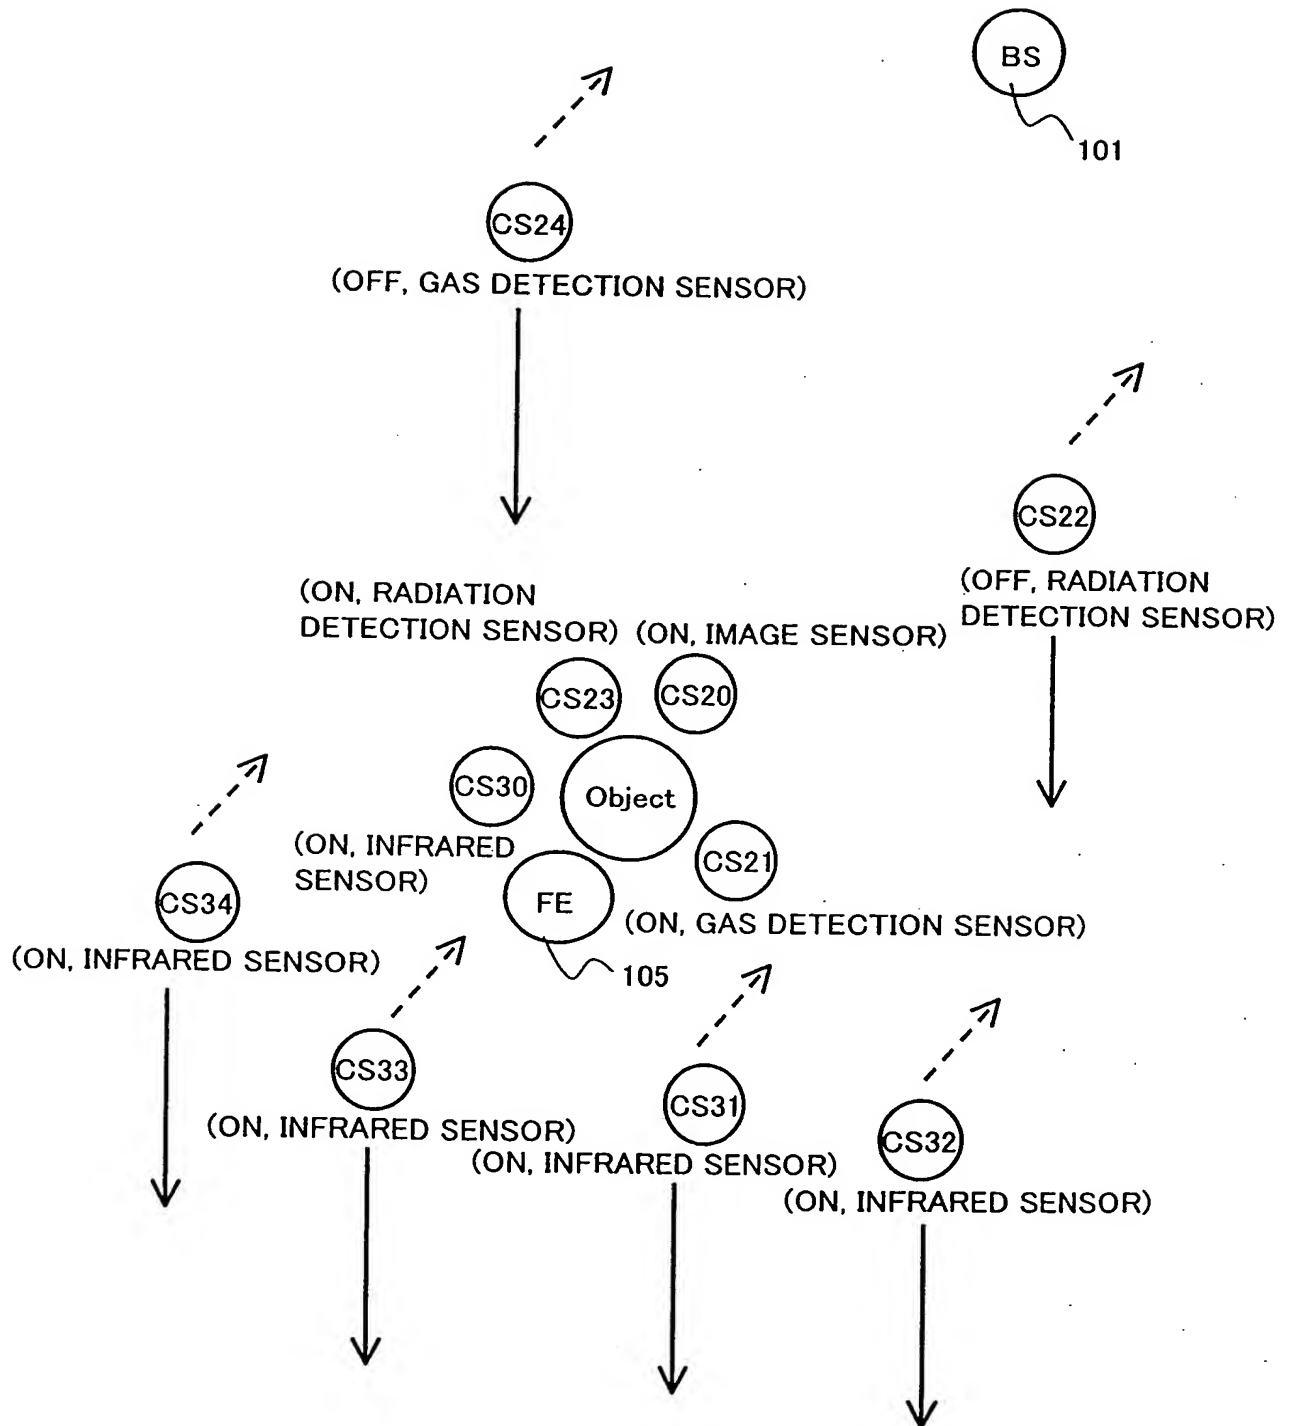 BS
101
CS24
(OFF, GAS DETECTION SENSOR)
CS22
(OFF, RADIATION
DETECTION SENSOR)
(ON, RADIATION
DETECTION SENSOR)
(ON, IMAGE SENSOR)
CS23
CS20
CS30
Object
(ON, INFRARED
SENSOR)
CS21
CS34
FE
(ON, GAS DETECTION SENSOR)
(ON, INFRARED SENSOR)
105
CS33
(ON, INFRARED SENSOR)
CS31
(ON, INFRARED SENSOR)
CS32
(ON, INFRARED SENSOR)